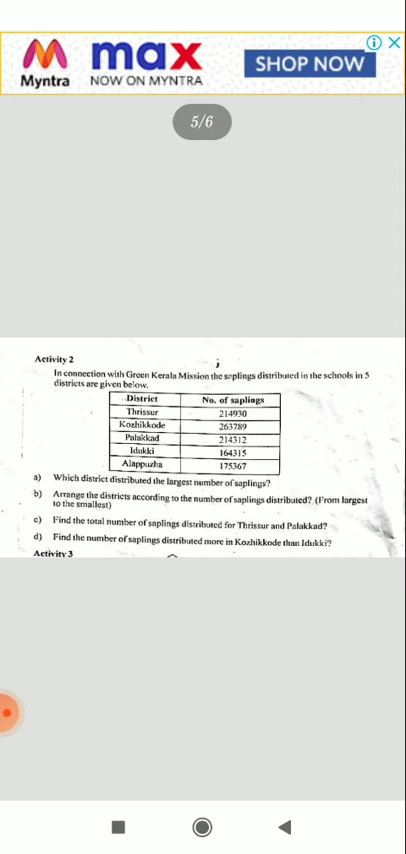 Myntra
max
NOW ON MYNTRA
SHOP NOW
5/6
Activity 2
In connection with Green Kerala Mission the saplings distributed in the schools in 5
districts are given below.
District No. of saplings
Thrissur 214930
Kozhikkode 263789
Palakkad 214312
Idukki 164315
Alappuzha 175367
a) Which district distributed the largest number of saplings?
b) Arrange the districts according to the number of saplings distributed? (From largest
to the smallest)
c) Find the total number of saplings distributed for Thrissur and Palakkad?
d) Find the number of saplings distributed more in Kozhikkode than Idukki?
Activity 3